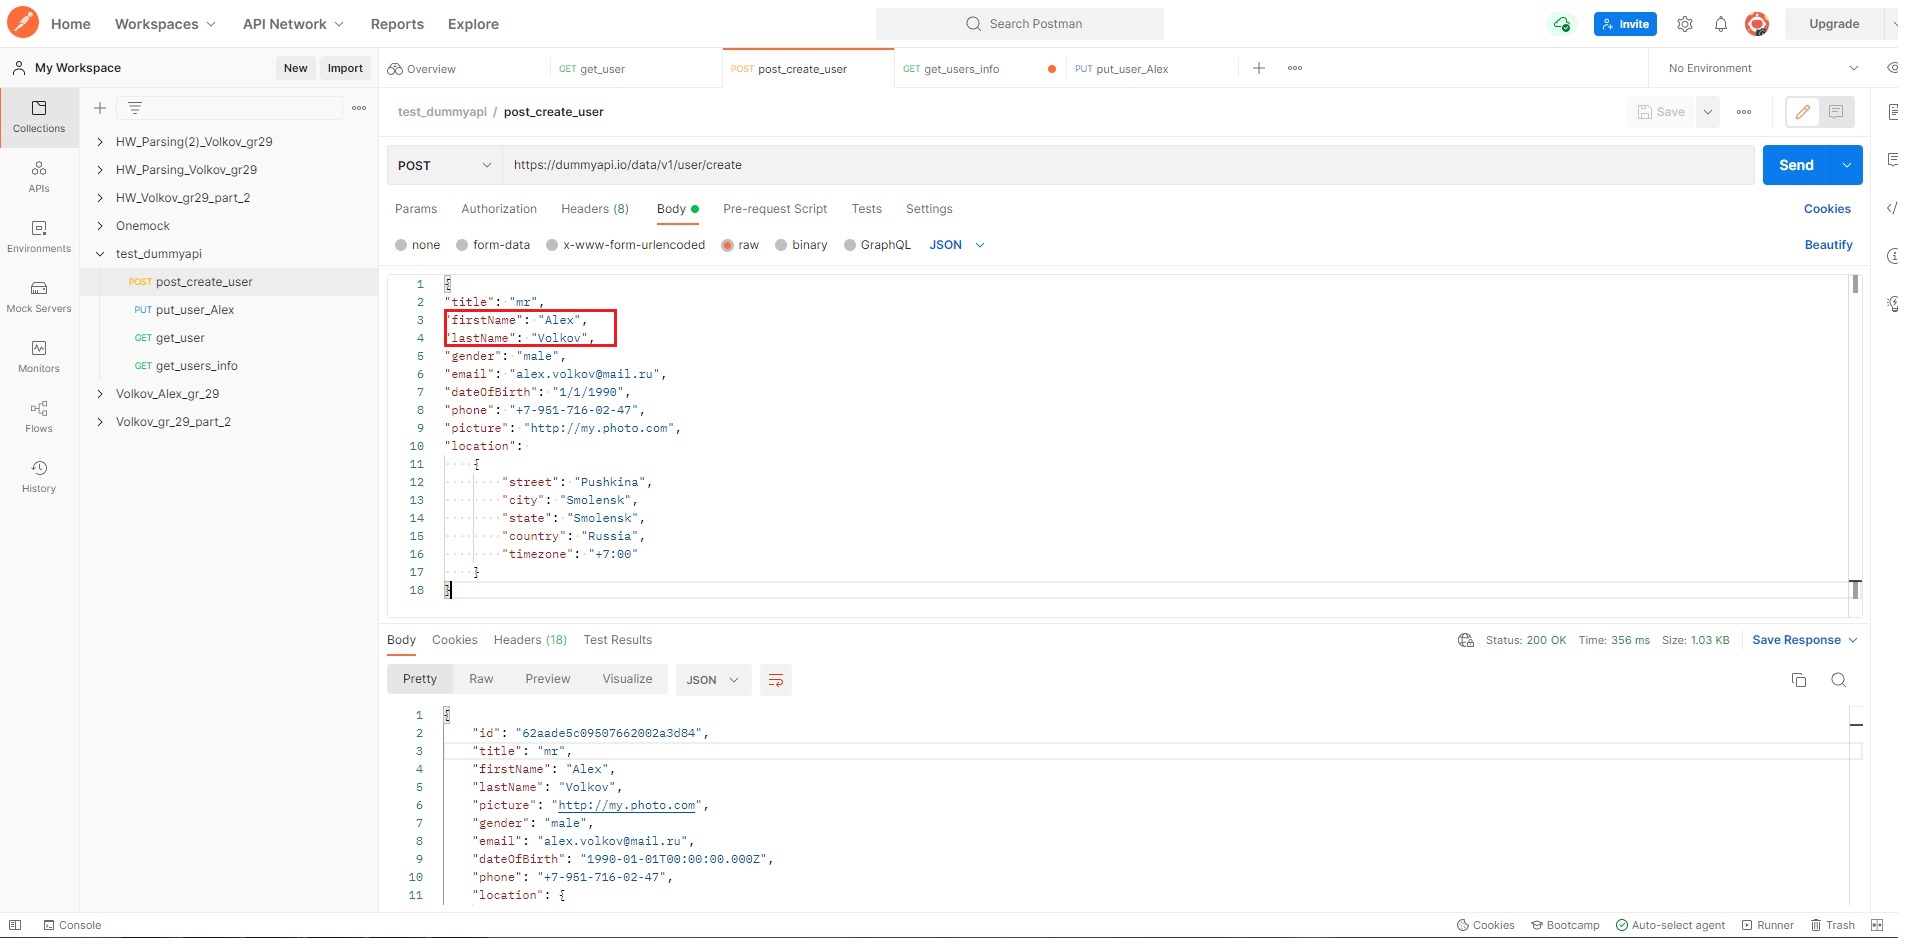 Home Workspaces API Network Reports Explore Search Postman Invite Upgrade
My Workspace New Import
Overview GET get_user POST post_create_user GET get_users_info PUT put_user_Alex No Environment
Collections
APIs
Environments
Mock Servers
Monitors
Flows
History
HW_Parsing(2)_Volkov_gr29
HW_Parsing_Volkov_gr29
HW_Volkov_gr29_part_2
Onemock
test_dummyapi
POST post_create_user
PUT put_user_Alex
GET get_user
GET get_users_info
Volkov_Alex_gr_29
Volkov_gr_29_part_2
test_dummyapi / post_create_user Save
POST https://dummyapi.io/data/v1/user/create Send
Params Authorization Headers (8) Body Pre-request Script Tests Settings Cookies
none form-data x-www-form-urlencoded raw binary GraphQL JSON Beautify
1 {
2 "title": "mr",
3 "firstName": "Alex",
4 "lastName": "Volkov",
5 "gender": "male",
6 "email": "alex.volkov@mail.ru",
7 "dateOfBirth": "1/1/1990",
8 "phone": "+7-951-716-02-47",
9 "picture": "http://my.photo.com",
10 "location":
11 {
12 "street": "Pushkina",
13 "city": "Smolensk",
14 "state": "Smolensk",
15 "country": "Russia",
16 "timezone": "+7:00"
17 }
18 }
Body Cookies Headers (18) Test Results Status: 200 OK Time: 356 ms Size: 1.03 KB Save Response
Pretty Raw Preview Visualize JSON
1 {
2 "id": "62aade5c09507662002a3d84",
3 "title": "mr",
4 "firstName": "Alex",
5 "lastName": "Volkov",
6 "picture": "http://my.photo.com",
7 "gender": "male",
8 "email": "alex.volkov@mail.ru",
9 "dateOfBirth": "1990-01-01T00:00:00.000Z",
10 "phone": "+7-951-716-02-47",
11 "location": {
Console Cookies Bootcamp Auto-select agent Runner Trash